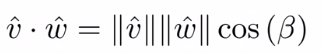 v̂ · ŵ = ‖v̂‖‖ŵ‖ cos (β)